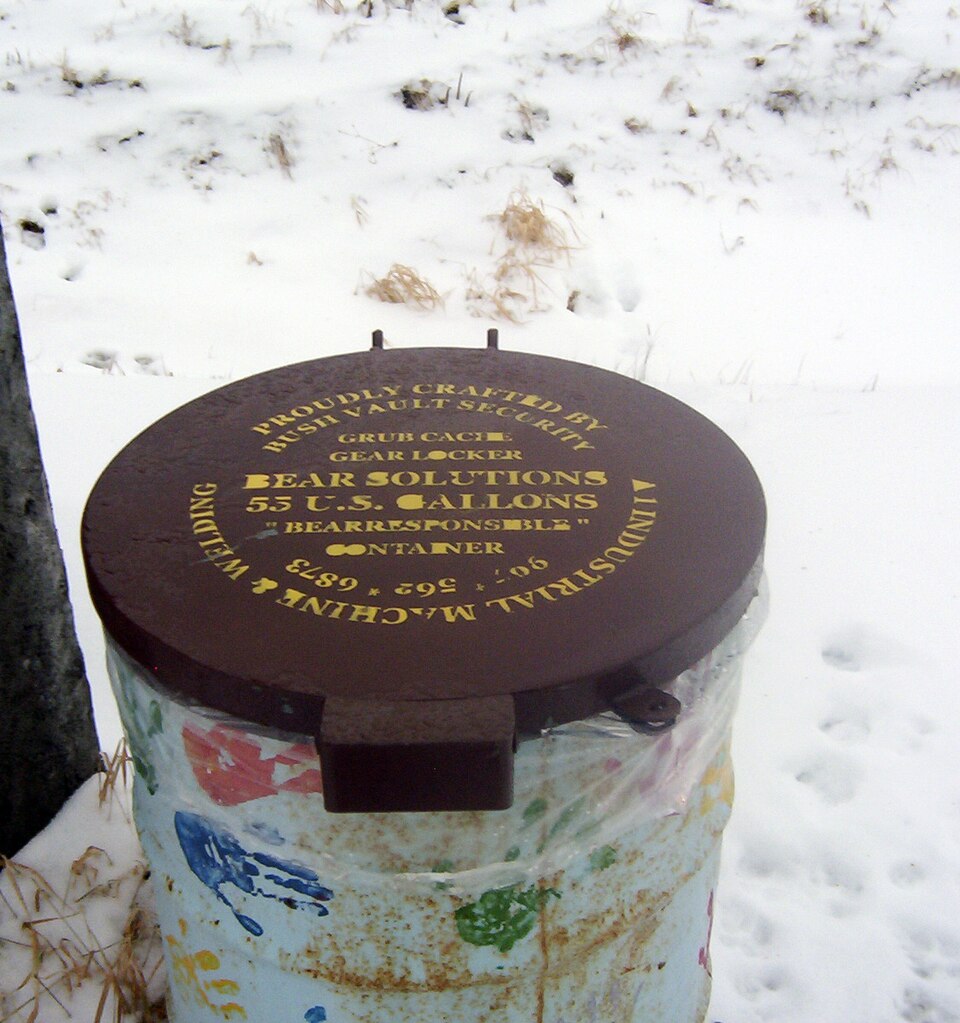 PROUDLY CRAFTED BY
BUSH VAULT SECURITY
GRUB CACHE
GEAR LOCKER
BEAR SOLUTIONS
55 U.S. GALLONS
"BEARRESPONSIBLE"
CONTAINER
907 * 562 * 6873
A1 INDUSTRIAL MACHINE & WELDING